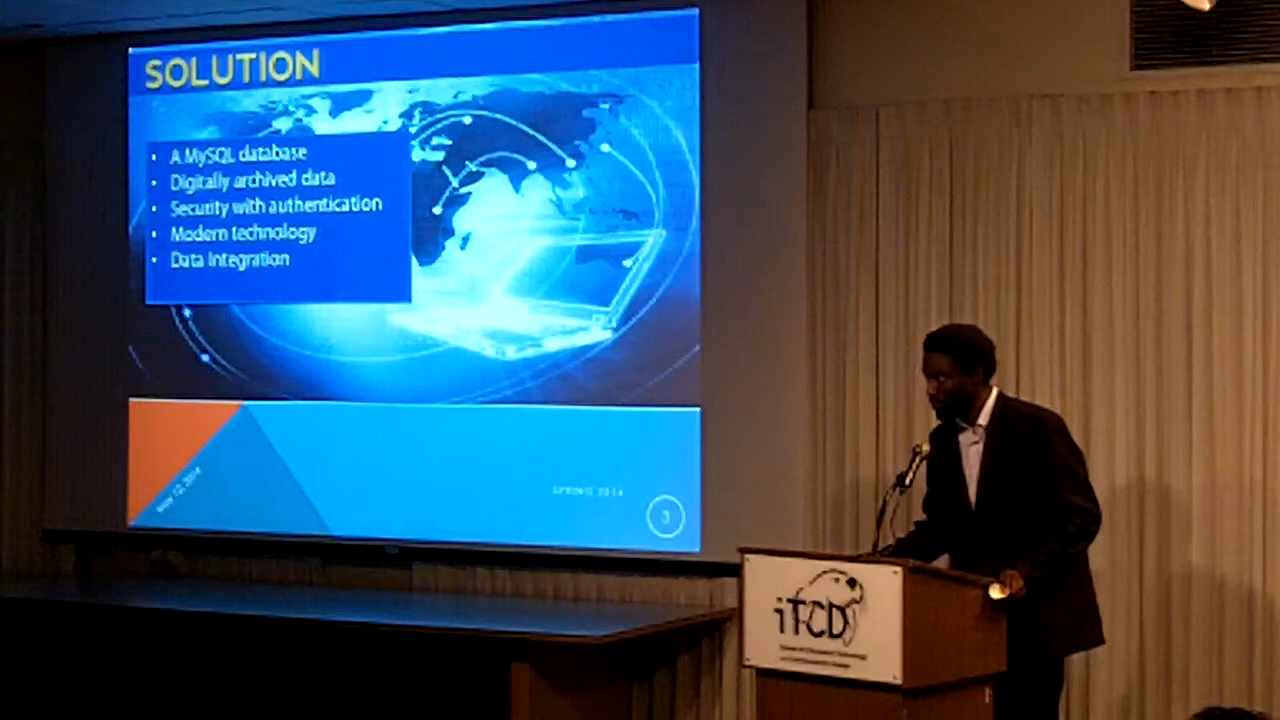 SOLUTION
• A MySQL database
• Digitally archived data
• Security with authentication
• Modern technology
• Data Integration
May 12, 2014
SPRING 2014
3
iTCD